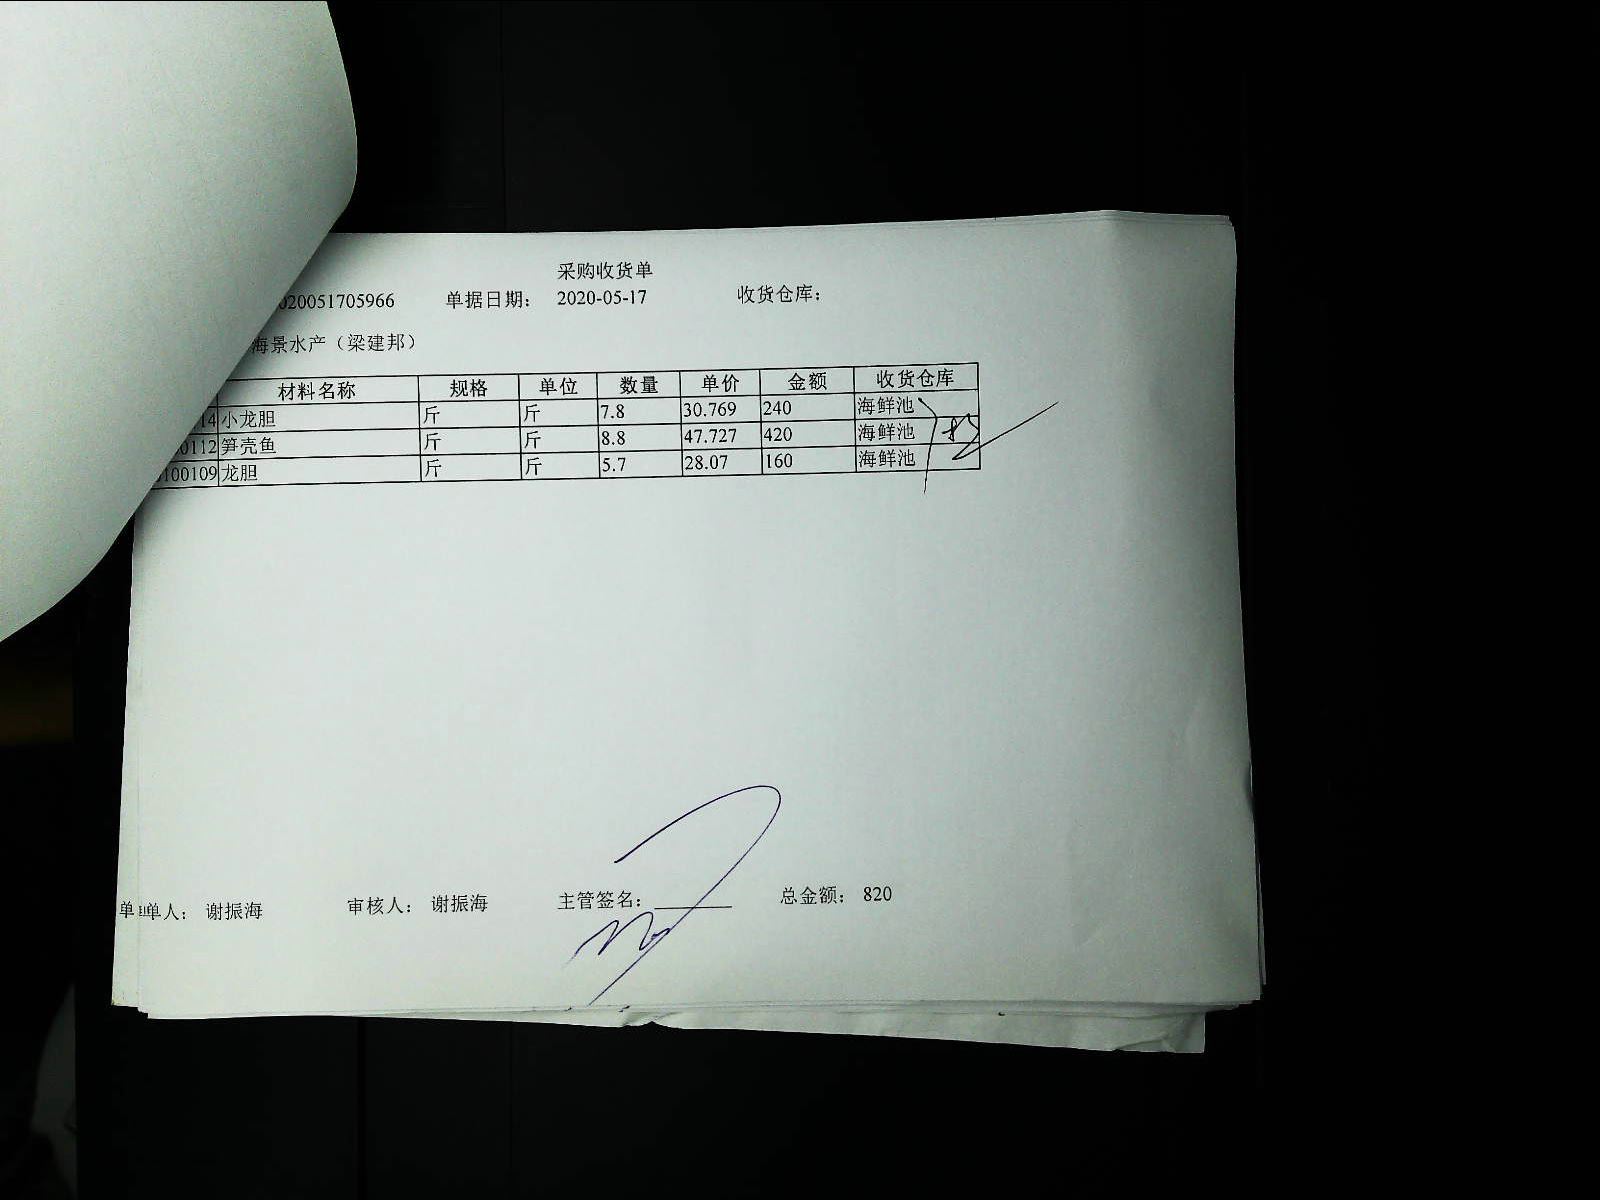 采购收货单
020051705966 单据日期： 2020-05-17 收货仓库：
海景水产（梁建邦）
材料名称 规格 单位 数量 单价 金额 收货仓库
14 小龙胆 斤 斤 7.8 30.769 240 海鲜池
0112 笋壳鱼 斤 斤 8.8 47.727 420 海鲜池
100109 龙胆 斤 斤 5.7 28.07 160 海鲜池
单人： 谢振海 审核人： 谢振海 主管签名： 总金额： 820